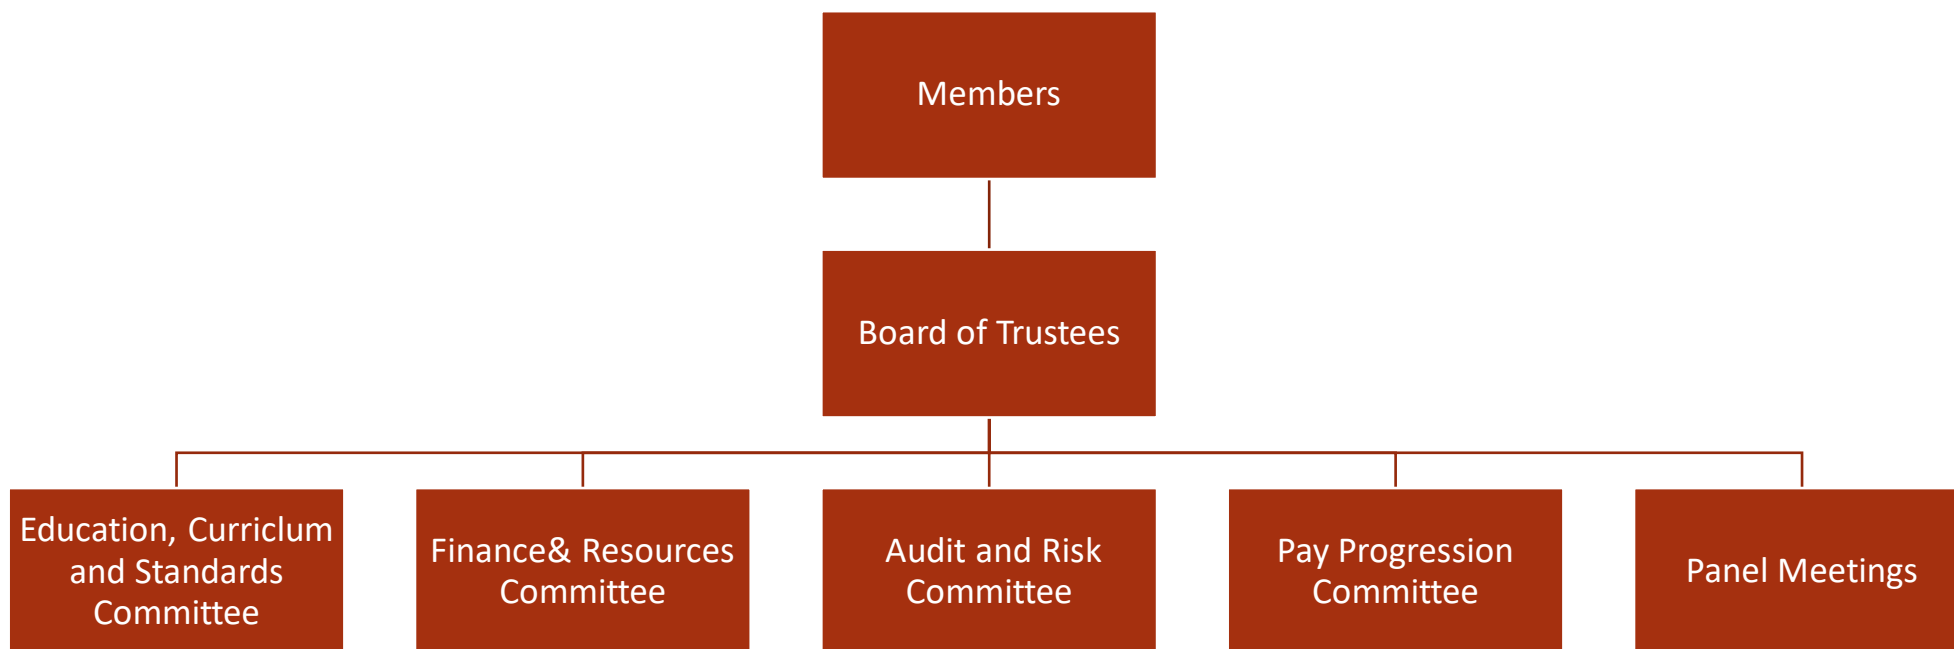 Members
Board of Trustees
Education, Curriclum
and Standards
Committee
Finance& Resources
Committee
Audit and Risk
Committee
Pay Progression
Committee
Panel Meetings